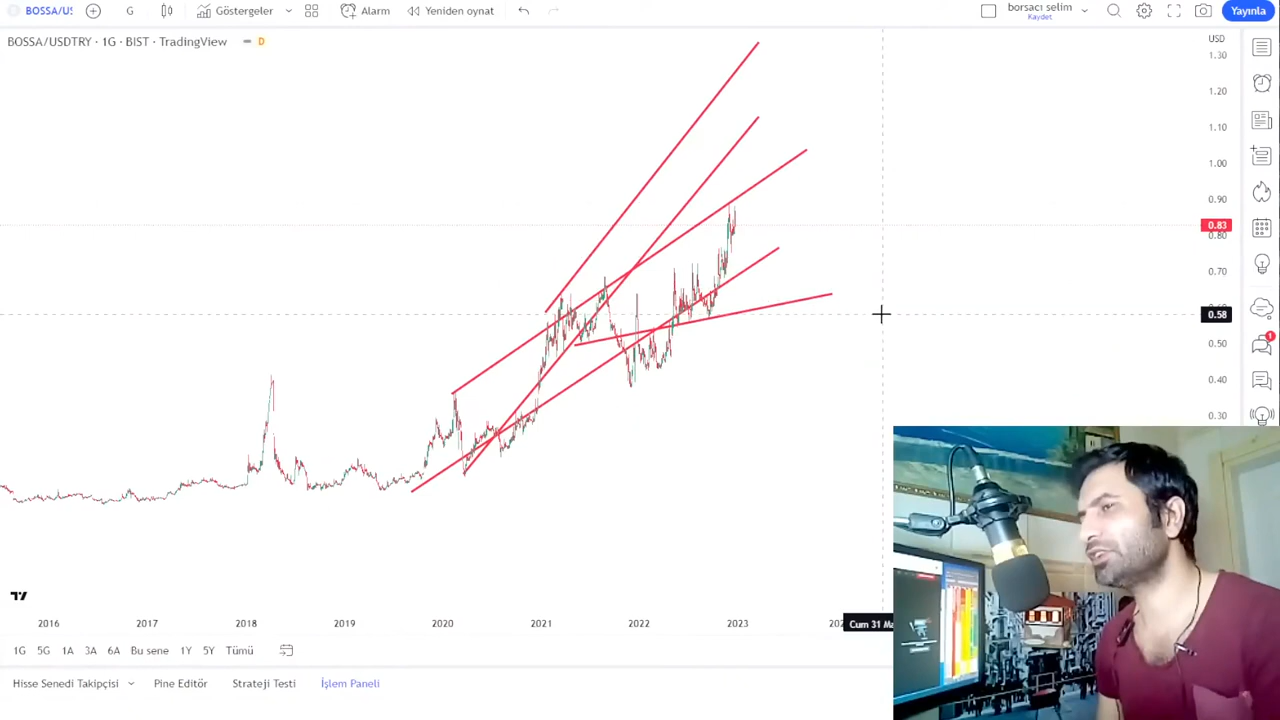 BOSSA/US
G
Göstergeler
Alarm
Yeniden oynat
borsacı selim
Kaydet
Yayınla
BOSSA/USDTRY · 1G · BIST · TradingView
D
USD
1.30
1.20
1.10
1.00
0.90
0.83
0.80
0.70
0.58
0.50
0.40
0.30
1
2016
2017
2018
2019
2020
2021
2022
2023
Cum 31 Ma
1G
5G
1A
3A
6A
Bu sene
1Y
5Y
Tümü
Hisse Senedi Takipçisi
Pine Editör
Strateji Testi
İşlem Paneli